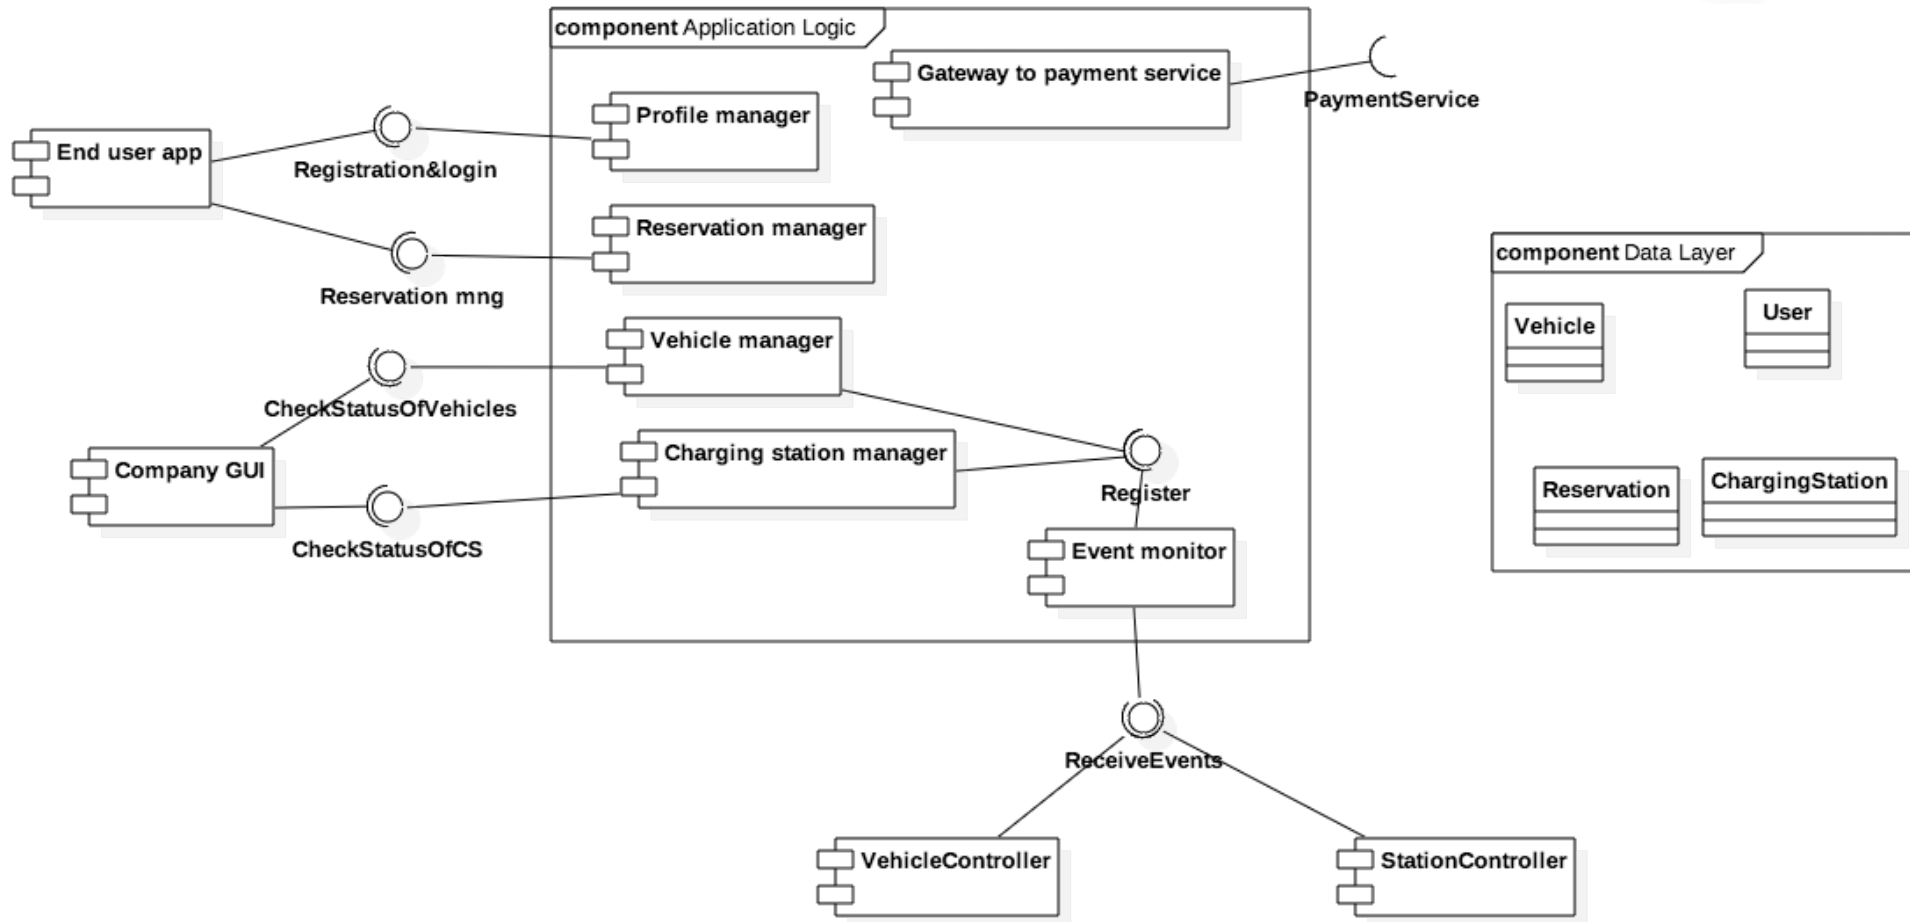 component Application Logic
Gateway to payment service
PaymentService
Profile manager
End user app
Registration&login
Reservation manager
Reservation mng
component Data Layer
Vehicle
User
Vehicle manager
CheckStatusOfVehicles
Charging station manager
Company GUI
Register
Reservation
ChargingStation
CheckStatusOfCS
Event monitor
ReceiveEvents
VehicleController
StationController